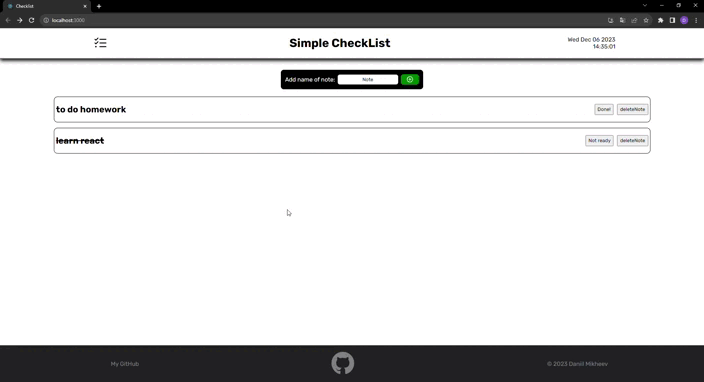 Checklist
localhost:3000
Simple CheckList
Wed Dec 06 2023
14:35:01
Add name of note:
Note
to do homework
Done!
deleteNote
learn react
Not ready
deleteNote
My GitHub
© 2023 Daniil Mikheev